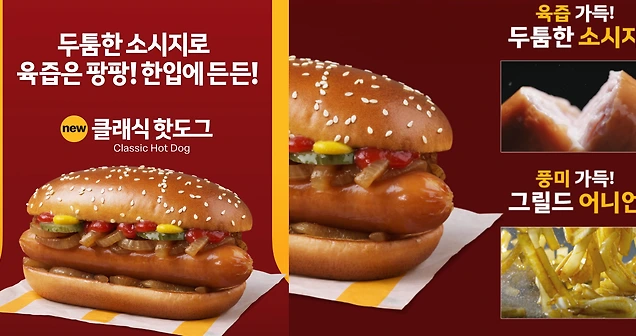 두툼한 소시지로
육즙은 팡팡! 한입에 든든!
new 클래식 핫도그
Classic Hot Dog
육즙 가득!
두툼한 소시지
풍미 가득!
그릴드 어니언